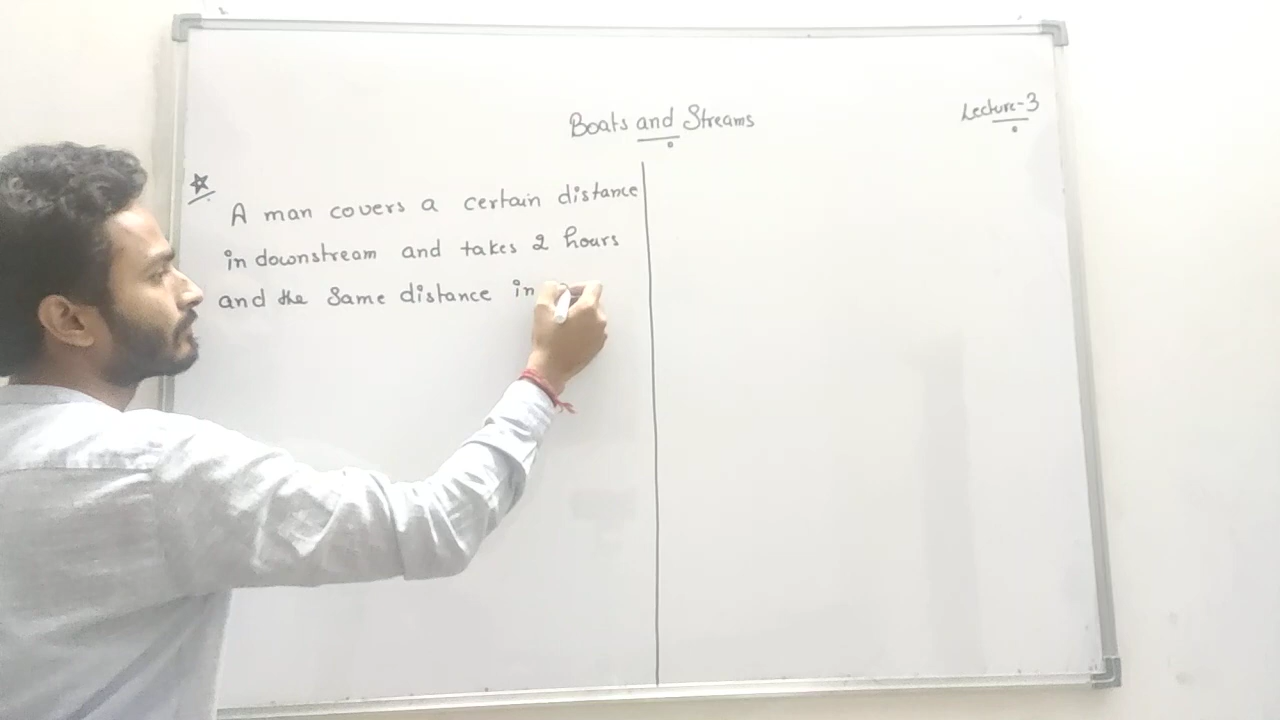 Boats and Streams
Lecture-3
A man covers a certain distance
in downstream and takes 2 hours
and the same distance in